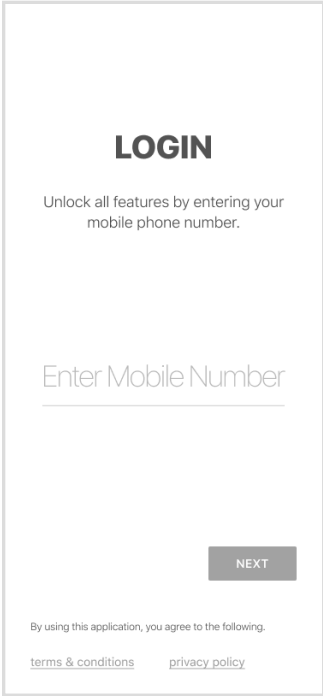 LOGIN
Unlock all features by entering your
mobile phone number.
Enter Mobile Number
NEXT
By using this application, you agree to the following.
terms & conditions privacy policy